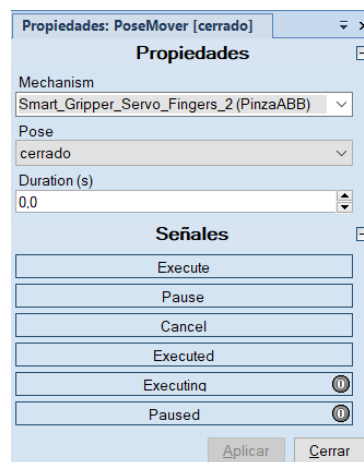 Propiedades: PoseMover [cerrado]
Propiedades
Mechanism
Smart_Gripper_Servo_Fingers_2 (PinzaABB)
Pose
cerrado
Duration (s)
0,0
Señales
Execute
Pause
Cancel
Executed
Executing 0
Paused 0
Aplicar Cerrar